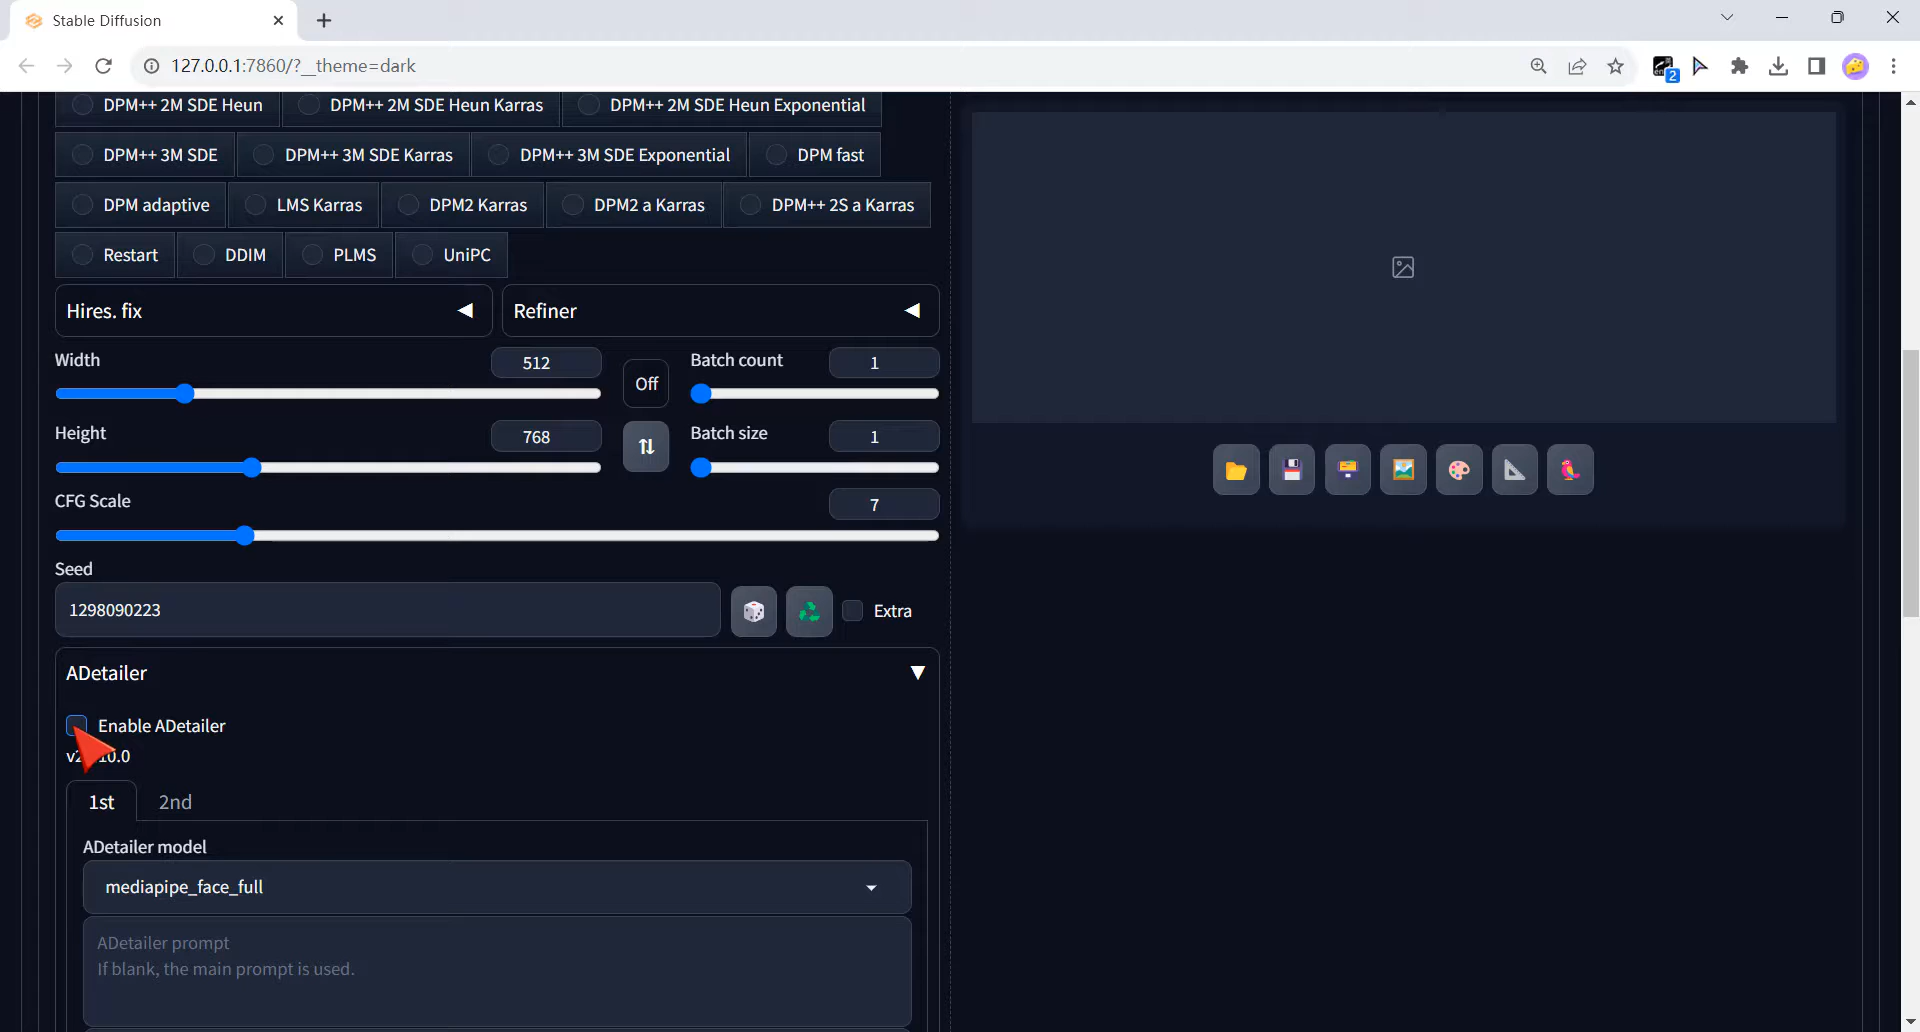 Stable Diffusion
127.0.0.1:7860/?__theme=dark
2
DPM++ 2M SDE Heun
DPM++ 2M SDE Heun Karras
DPM++ 2M SDE Heun Exponential
DPM++ 3M SDE
DPM++ 3M SDE Karras
DPM++ 3M SDE Exponential
DPM fast
DPM adaptive
LMS Karras
DPM2 Karras
DPM2 a Karras
DPM++ 2S a Karras
Restart
DDIM
PLMS
UniPC
Hires. fix
Refiner
Width
512
Off
Batch count
1
Height
768
Batch size
1
CFG Scale
7
Seed
1298090223
Extra
ADetailer
Enable ADetailer
1st
2nd
ADetailer model
mediapipe_face_full
ADetailer prompt
If blank, the main prompt is used.